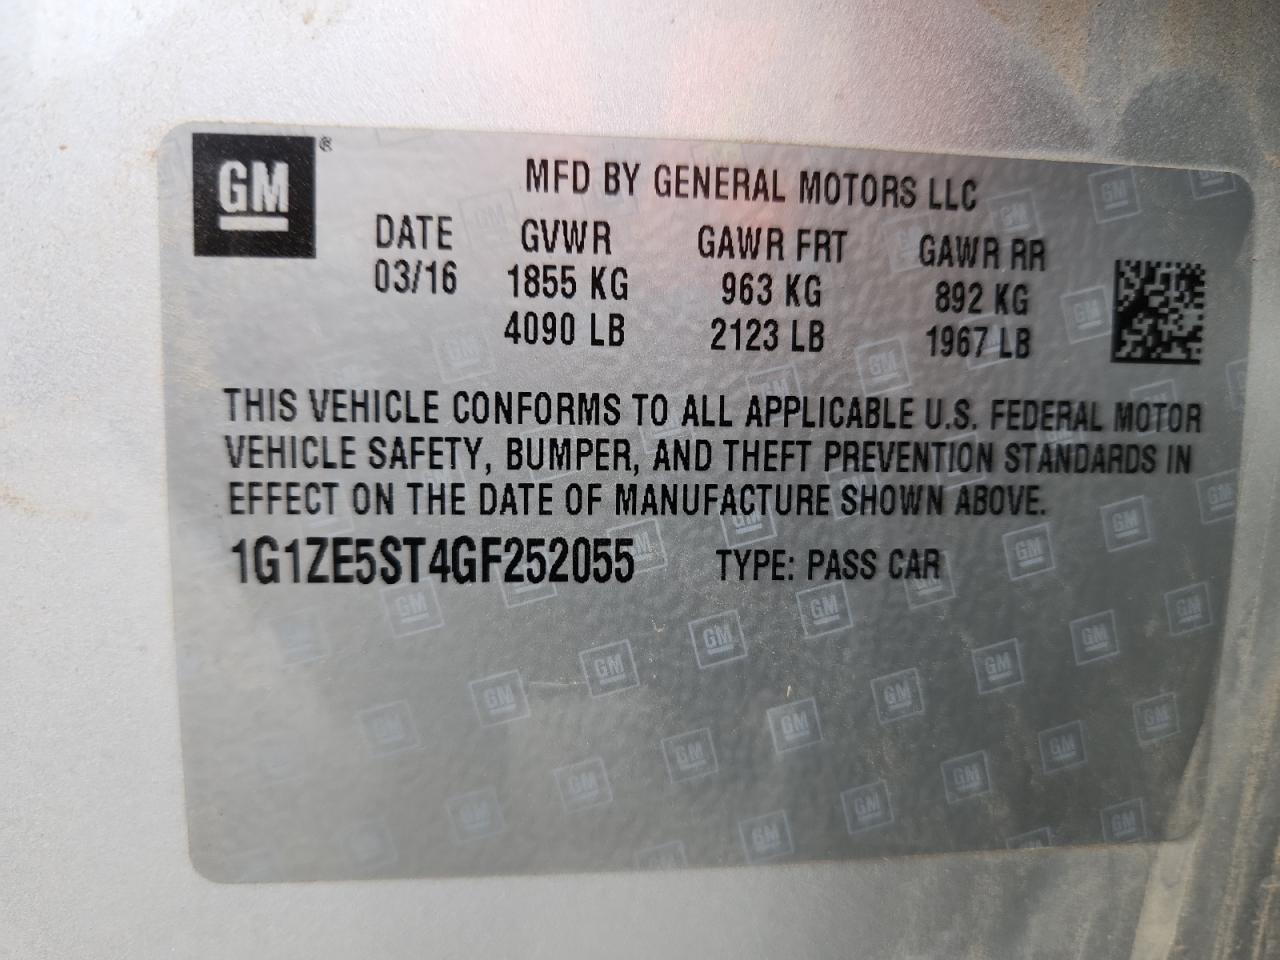 GM ®
MFD BY GENERAL MOTORS LLC
DATE GVWR GAWR FRT GAWR RR
03/16 1855 KG 963 KG 892 KG
4090 LB 2123 LB 1967 LB
THIS VEHICLE CONFORMS TO ALL APPLICABLE U.S. FEDERAL MOTOR
VEHICLE SAFETY, BUMPER, AND THEFT PREVENTION STANDARDS IN
EFFECT ON THE DATE OF MANUFACTURE SHOWN ABOVE.
1G1ZE5ST4GF252055 TYPE: PASS CAR